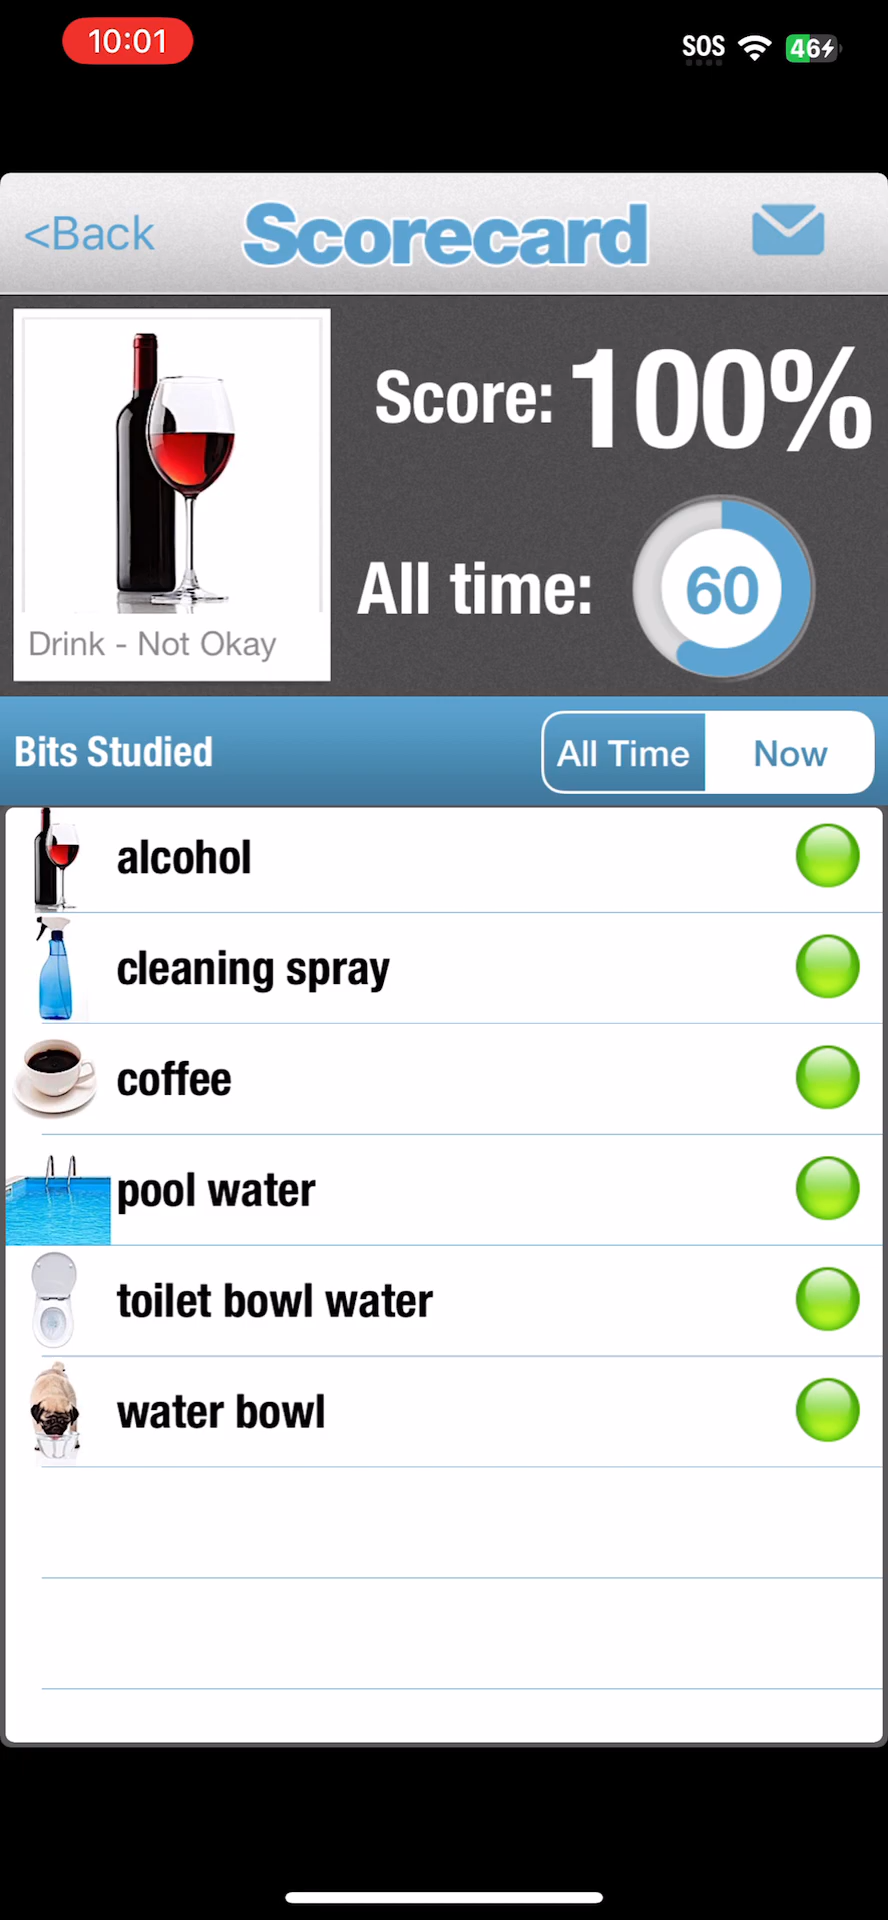 10:01
SOS
46
<Back
Scorecard
Score: 100%
All time: 60
Drink - Not Okay
Bits Studied
All Time
Now
alcohol
cleaning spray
coffee
pool water
toilet bowl water
water bowl